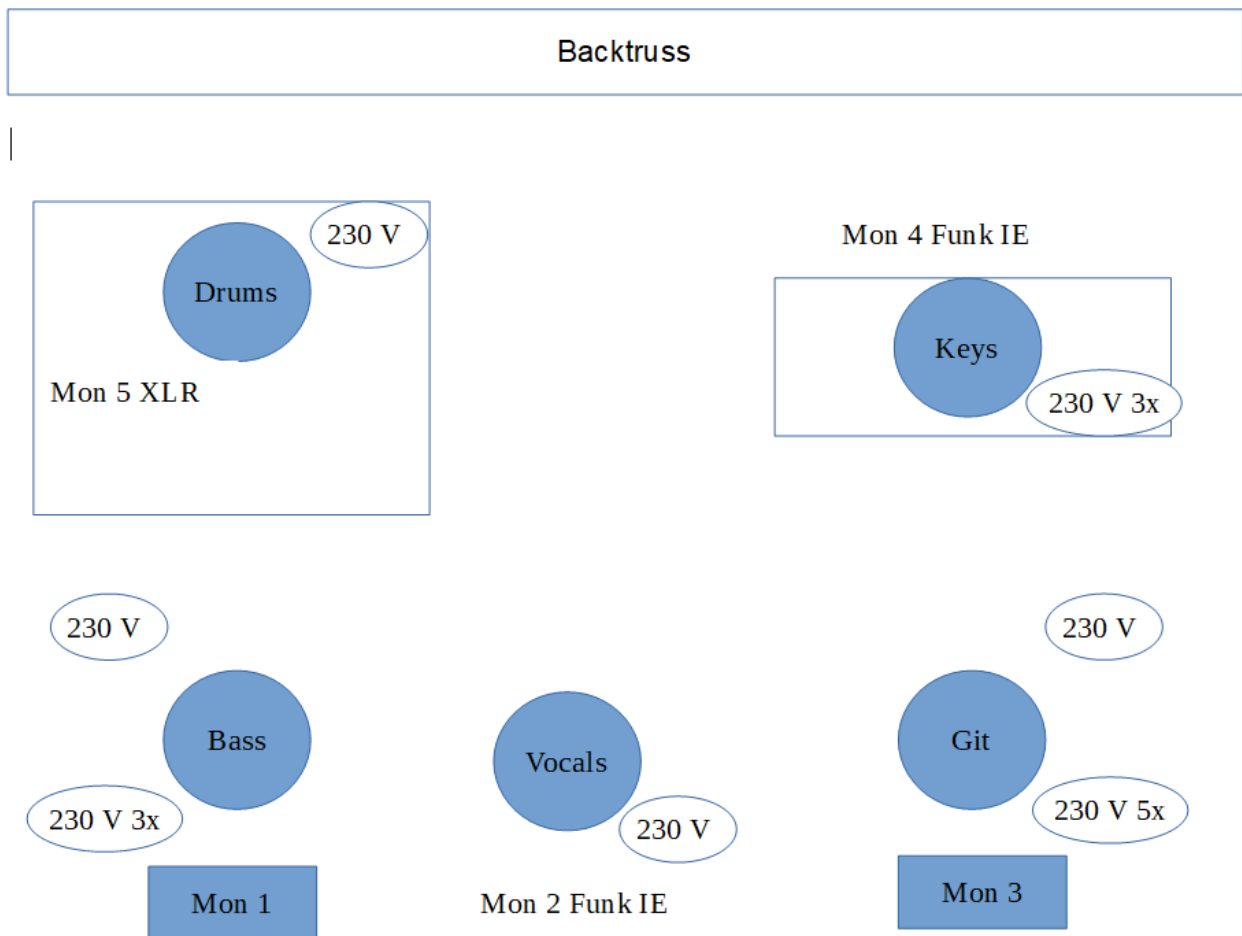 Backtruss
230 V
Mon 4 Funk IE
Drums
Keys
Mon 5 XLR
230 V 3x
230 V
230 V
Bass
Git
Vocals
230 V 3x
230 V
230 V 5x
Mon 1
Mon 2 Funk IE
Mon 3